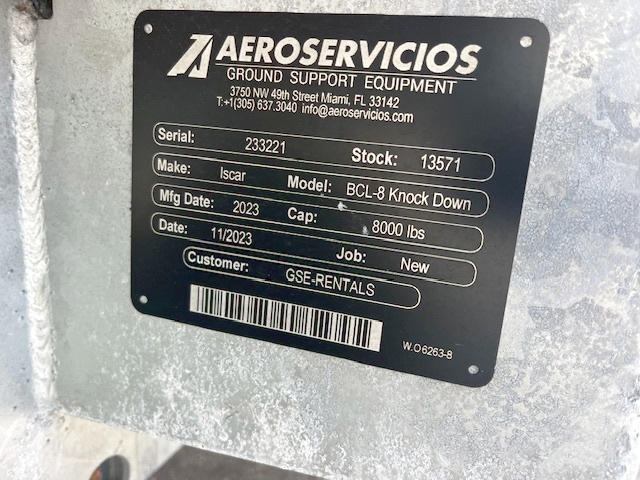 AEROSERVICIOS
GROUND SUPPORT EQUIPMENT
3750 NW 49th Street Miami, FL 33142
T:+1(305) 637.3040 info@aeroservicios.com
Serial: 233221 Stock: 13571
Make: Iscar Model: BCL-8 Knock Down
Mfg Date: 2023 Cap: 8000 lbs
Date: 11/2023 Job: New
Customer: GSE-RENTALS
W.O 6263-8